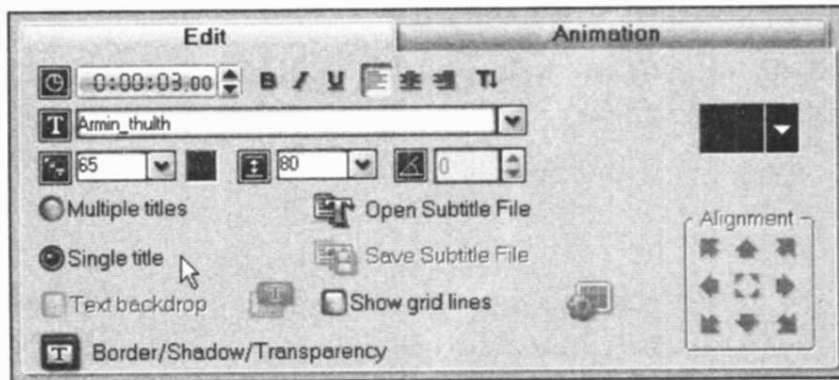 Edit Animation
0:00:03.00 B I U T
T Armin_thulth
65 80 0
Multiple titles Open Subtitle File
Alignment
Single title Save Subtitle File
Text backdrop Show grid lines
T Border/Shadow/Transparency